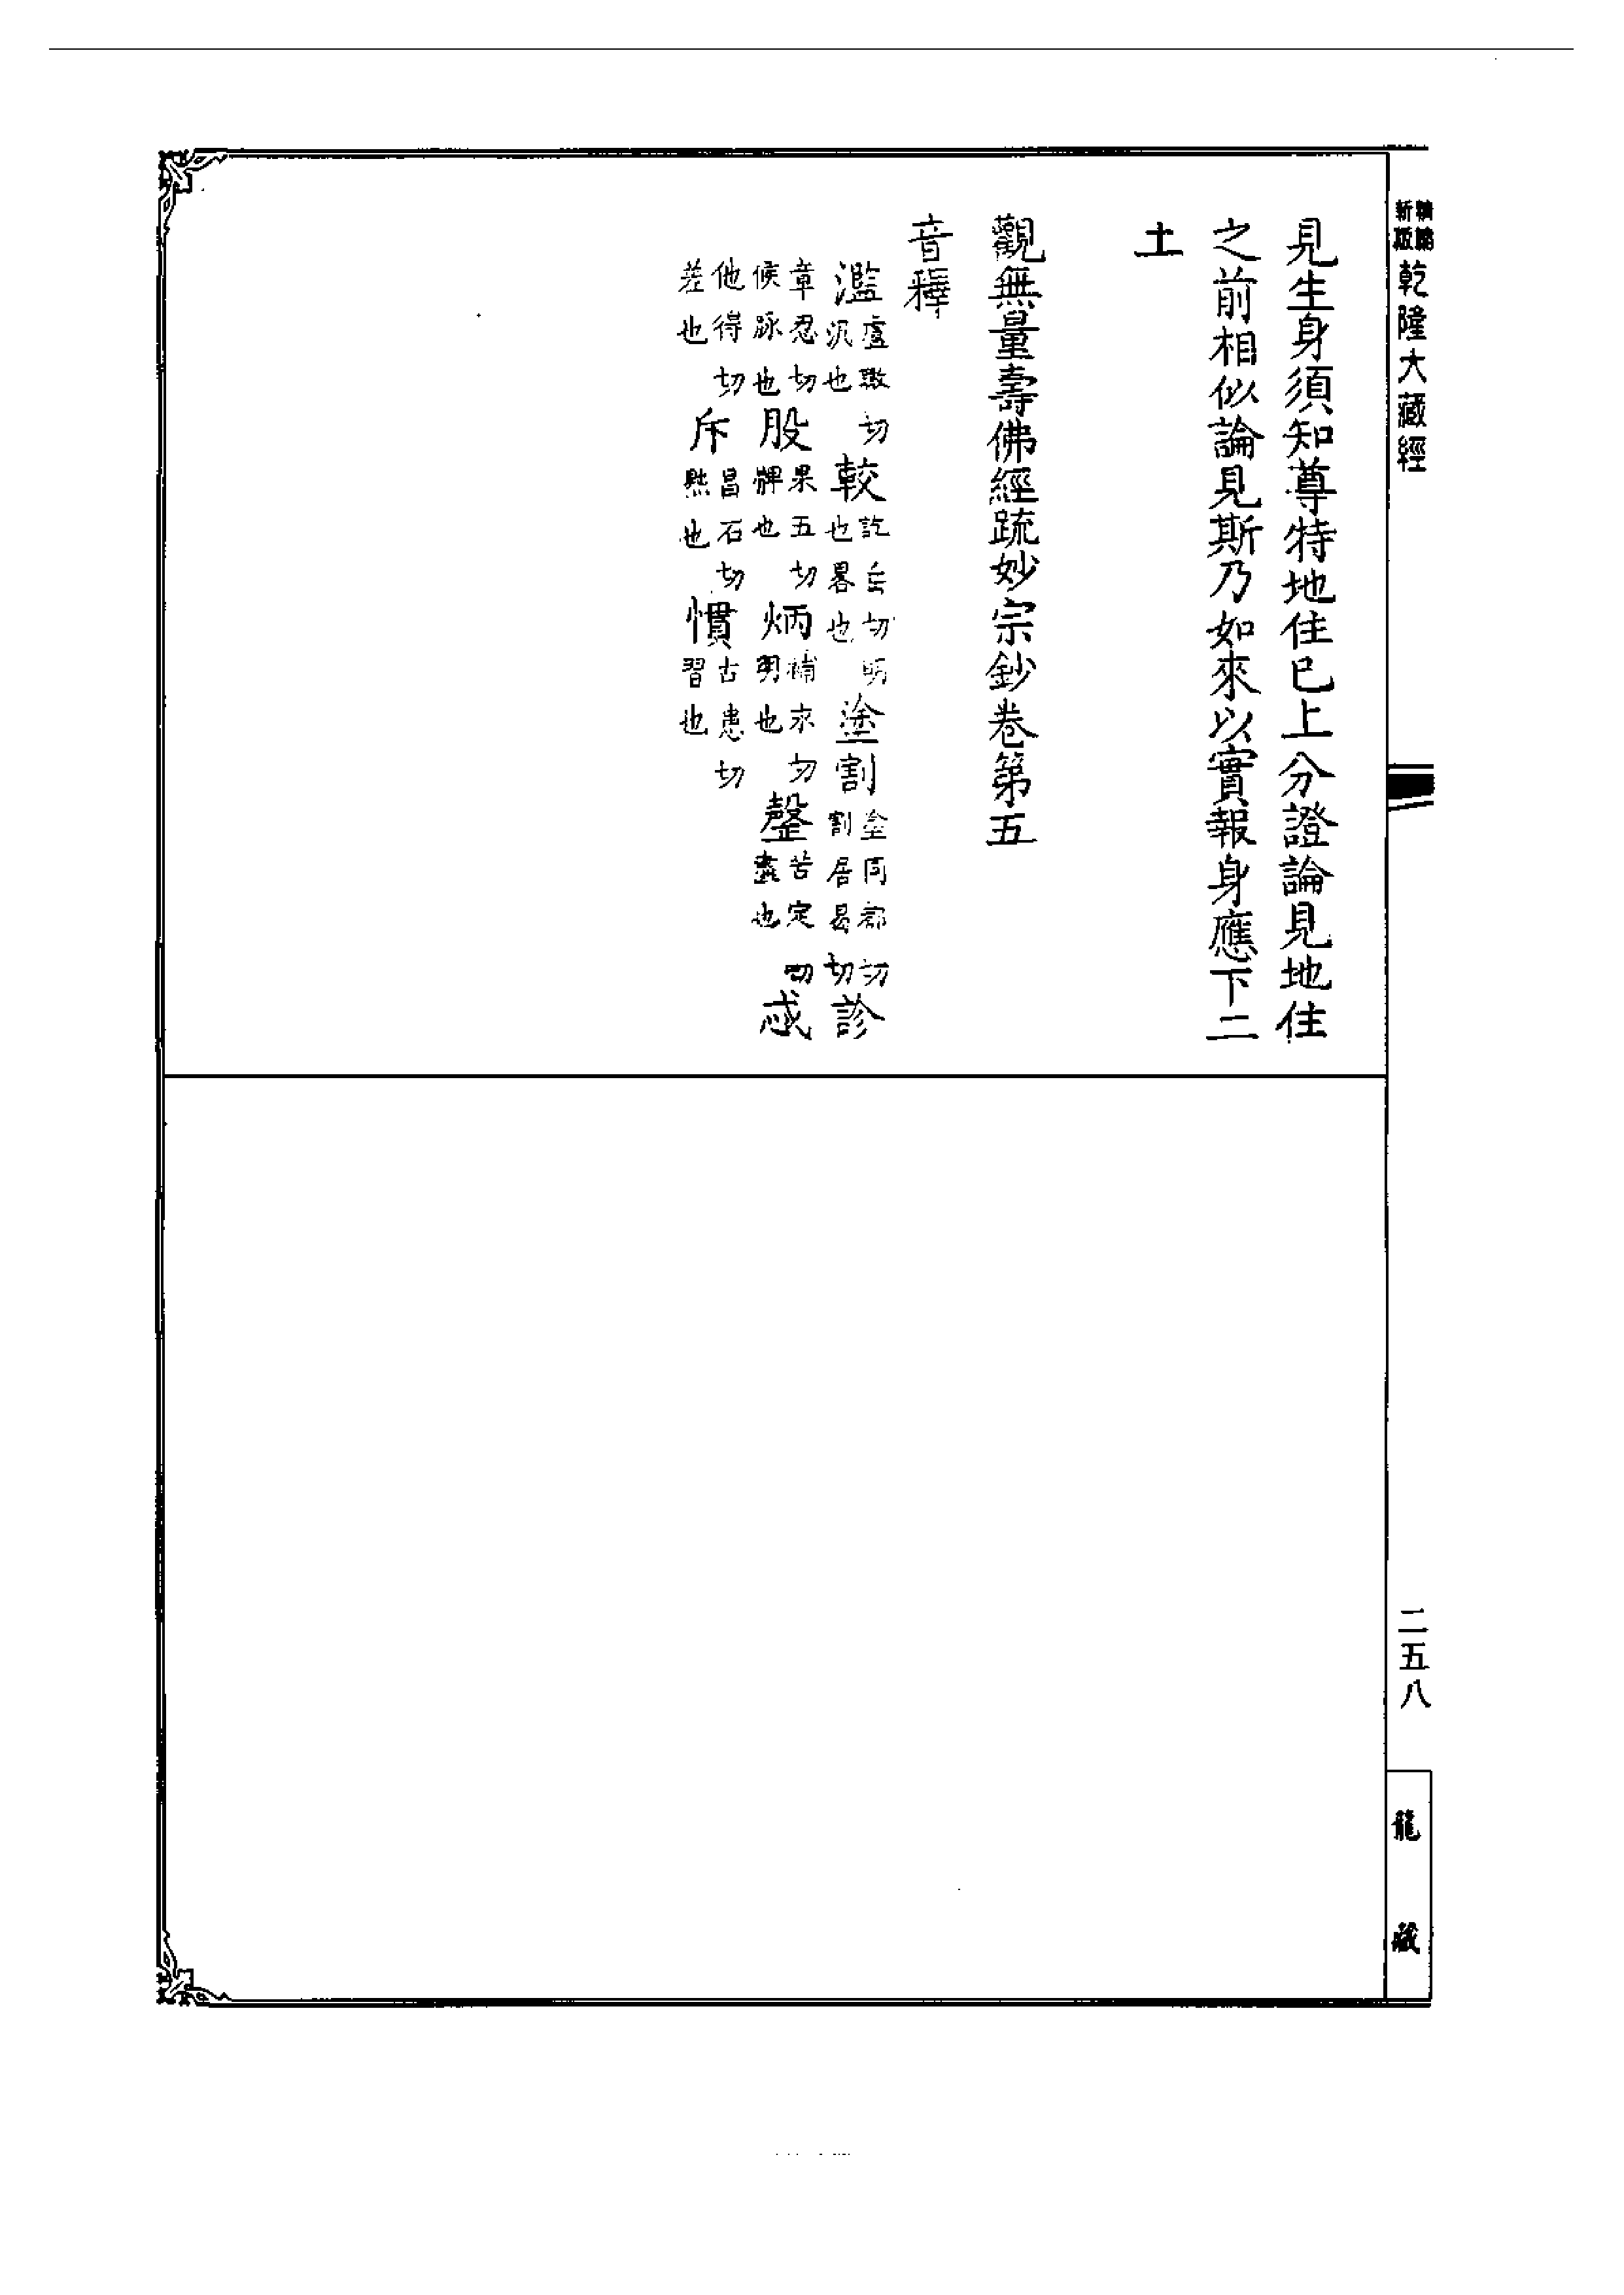 新版 精縮 乾隆大藏經
見生身須知尊特地住已上分證論見地住
之前相似論見斯乃如來以實報身應下二
土
觀無量壽佛經疏妙宗鈔卷第五
音釋
濫盧瞰切汎也 較訖岳切明也畧也 塗割塗同都切割居曷切 診
章忍切候脈也 股果五切髀也 炳補永切明也 罄苦定切盡也 忒
他得切差也 斥昌石切黜也 慣古患切習也
二五八
龍藏